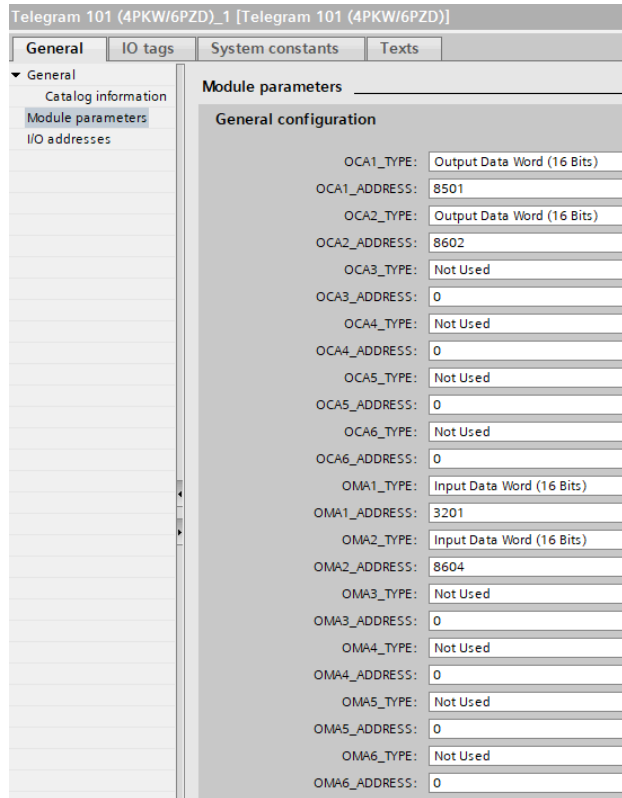 Telegram 101 (4PKW/6PZD)_1 [Telegram 101 (4PKW/6PZD)]
General IO tags System constants Texts
General
Catalog information
Module parameters
I/O addresses
Module parameters
General configuration
OCA1_TYPE: Output Data Word (16 Bits)
OCA1_ADDRESS: 8501
OCA2_TYPE: Output Data Word (16 Bits)
OCA2_ADDRESS: 8602
OCA3_TYPE: Not Used
OCA3_ADDRESS: 0
OCA4_TYPE: Not Used
OCA4_ADDRESS: 0
OCA5_TYPE: Not Used
OCA5_ADDRESS: 0
OCA6_TYPE: Not Used
OCA6_ADDRESS: 0
OMA1_TYPE: Input Data Word (16 Bits)
OMA1_ADDRESS: 3201
OMA2_TYPE: Input Data Word (16 Bits)
OMA2_ADDRESS: 8604
OMA3_TYPE: Not Used
OMA3_ADDRESS: 0
OMA4_TYPE: Not Used
OMA4_ADDRESS: 0
OMA5_TYPE: Not Used
OMA5_ADDRESS: 0
OMA6_TYPE: Not Used
OMA6_ADDRESS: 0